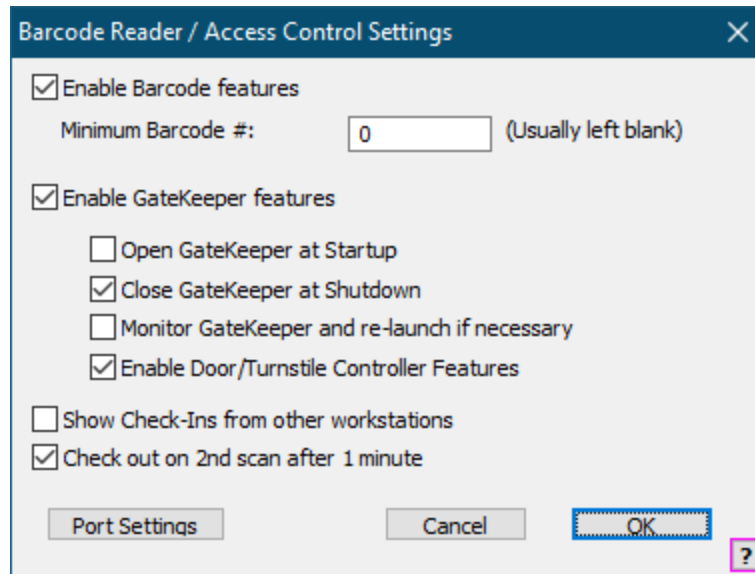 Barcode Reader / Access Control Settings
Enable Barcode features
Minimum Barcode #: 0 (Usually left blank)
Enable GateKeeper features
Open GateKeeper at Startup
Close GateKeeper at Shutdown
Monitor GateKeeper and re-launch if necessary
Enable Door/Turnstile Controller Features
Show Check-Ins from other workstations
Check out on 2nd scan after 1 minute
Port Settings Cancel OK
?